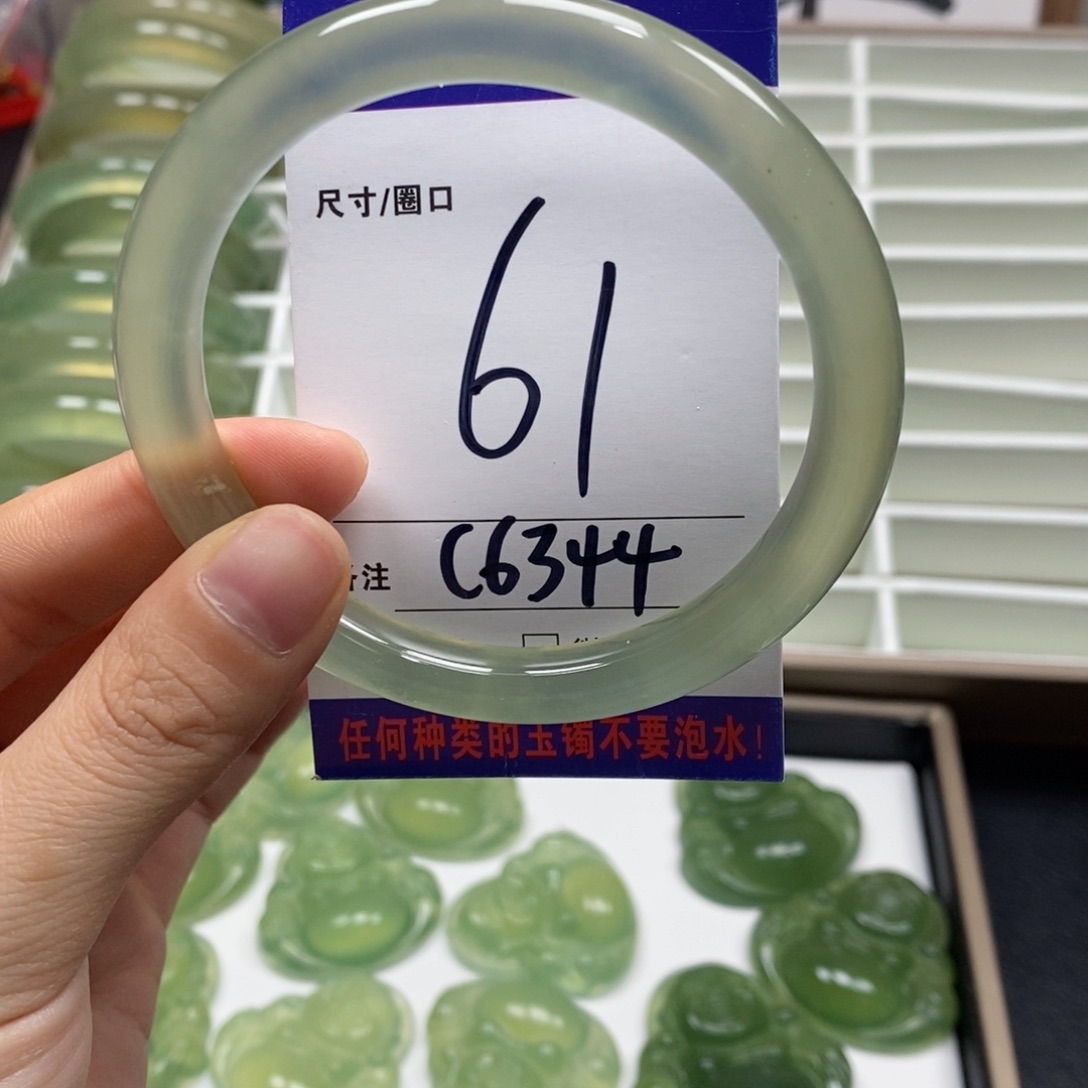 尺寸/圈口
61
注 C6344
任何种类的玉镯不要泡水!